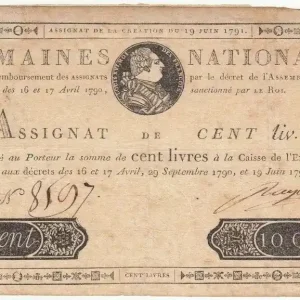 ASSIGNAT DE LA CRÉATION DU 19 JUIN 1791.
MAINES NATIONA
emboursement des ASSIGNATS par le décret de l'ASSEM
des 16 et 17 Avril 1790, sanctionné par LE ROI.
ASSIGNAT DE CENT liv.
é au Porteur la somme de cent livres à la Caisse de l'E
aux décrets des 16 et 17 Avril, 29 Septembre 1790, et 19 Juin 17
N° 8597
Cent
100
CENT LIVRES